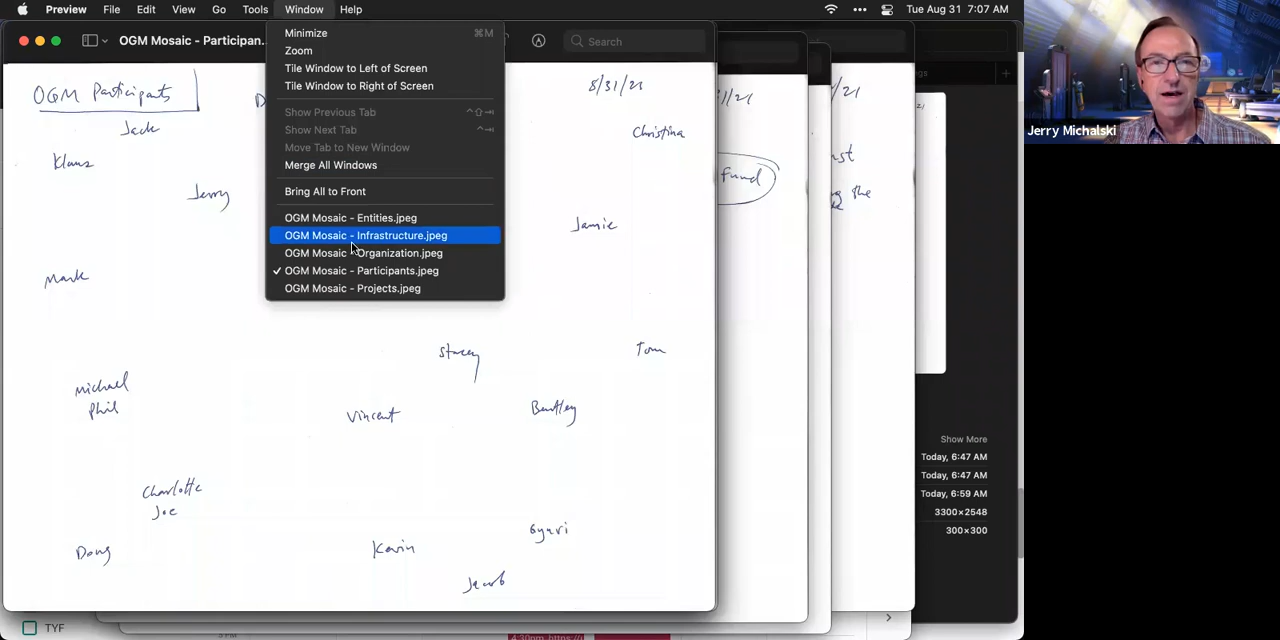 Preview File Edit View Go Tools Window Help
Tue Aug 31 7:07 AM
OGM Mosaic - Participan...
Search
Minimize ⌘M
Zoom
Tile Window to Left of Screen
Tile Window to Right of Screen
Show Previous Tab
Show Next Tab
Move Tab to New Window
Merge All Windows
Bring All to Front
OGM Mosaic - Entities.jpeg
OGM Mosaic - Infrastructure.jpeg
OGM Mosaic - Organization.jpeg
✓ OGM Mosaic - Participants.jpeg
OGM Mosaic - Projects.jpeg
OGM Participants
8/31/21
Jack
Christina
Klaus
Jerry
Jamie
Mark
Stacey
Tom
Michael
Phil
Vincent
Bentley
Charlotte
Joe
Gyuri
Doug
Kevin
Jacob
Fund
the
Show More
Today, 6:47 AM
Today, 6:47 AM
Today, 6:59 AM
3300×2548
300×300
TYF
Jerry Michalski